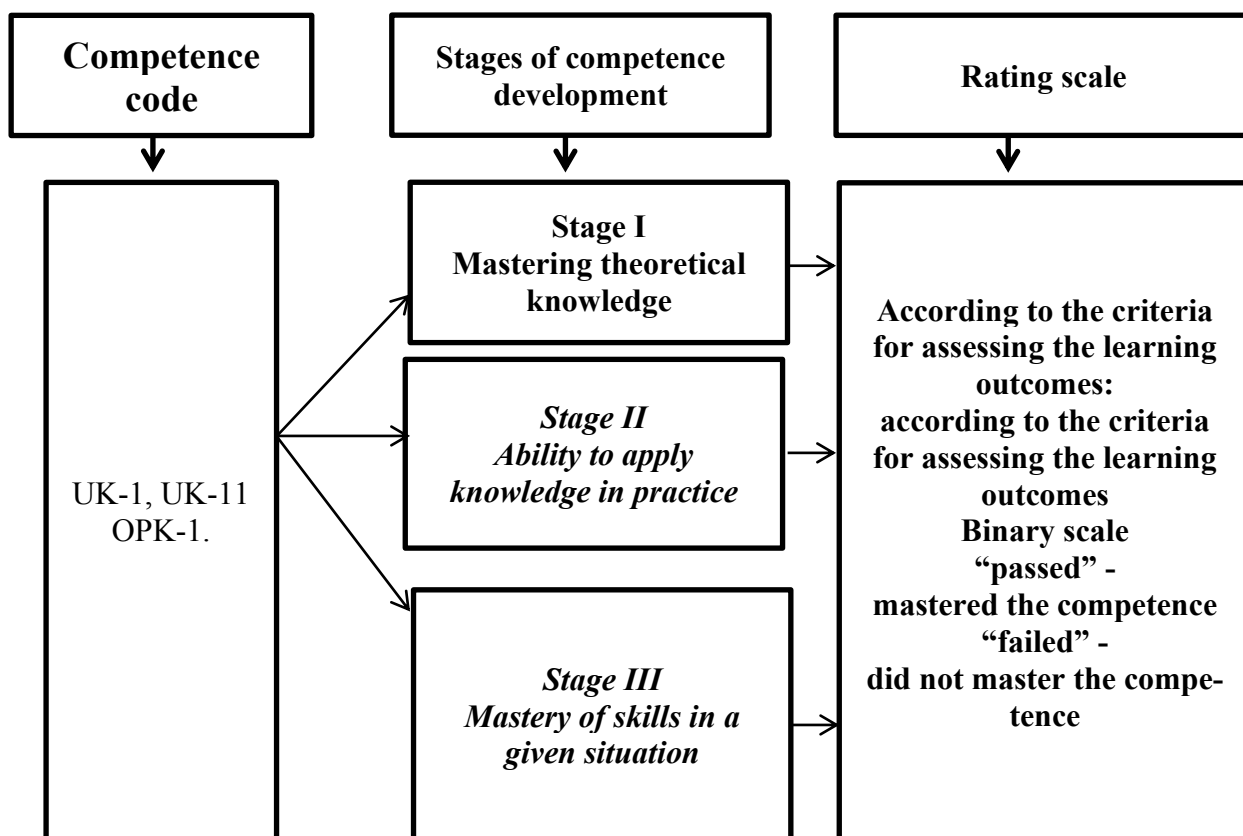 Competence
code
Stages of competence
development
Rating scale
UK-1, UK-11
OPK-1.
Stage I
Mastering theoretical
knowledge
Stage II
Ability to apply
knowledge in practice
Stage III
Mastery of skills in a
given situation
According to the criteria
for assessing the learning
outcomes:
according to the criteria
for assessing the learning
outcomes
Binary scale
“passed” -
mastered the competence
“failed” -
did not master the compe-
tence